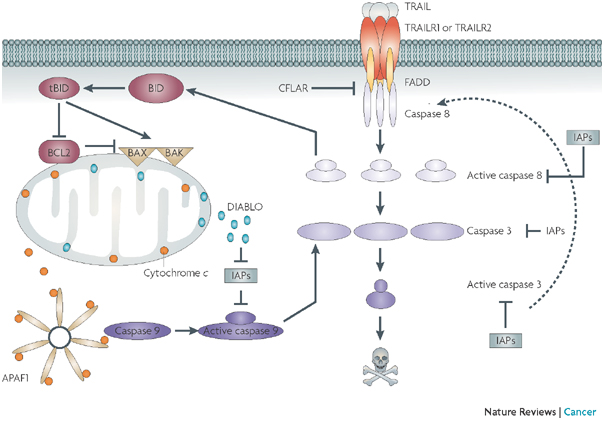 TRAIL
TRAILR1 or TRAILR2
tBID
BID
CFLAR
FADD
Caspase 8
BCL2
BAX
BAK
IAPs
Active caspase 8
DIABLO
Caspase 3
IAPs
Cytochrome c
IAPs
Active caspase 3
Caspase 9
Active caspase 9
IAPs
APAF1
Nature Reviews | Cancer